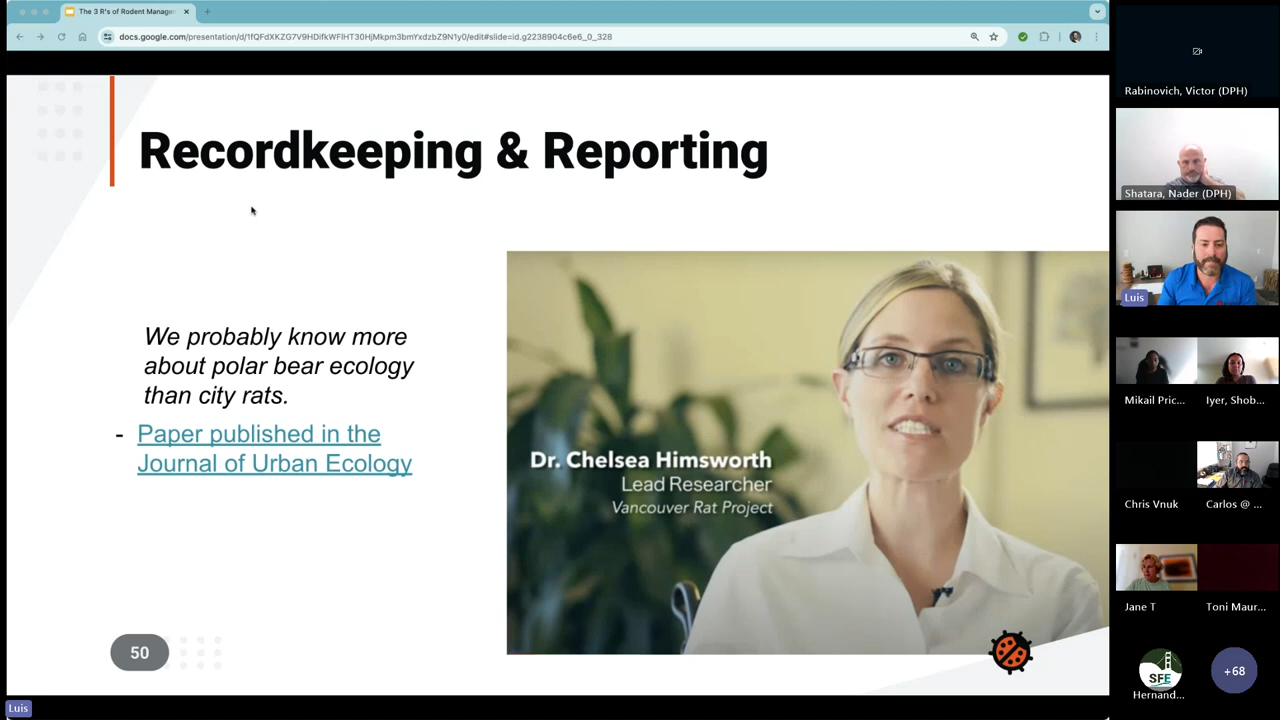 The 3 R's of Rodent Manage
docs.google.com/presentation/d/1fQFdXKZG7V9HDifkWFIHT30HjMkpm3bmYxdzbZ9N1y0/edit#slide=id.g2238904c6e6_0_328
Recordkeeping & Reporting
We probably know more
about polar bear ecology
than city rats.
- Paper published in the
Journal of Urban Ecology
Dr. Chelsea Himsworth
Lead Researcher
Vancouver Rat Project
50
Luis
Rabinovich, Victor (DPH)
Shatara, Nader (DPH)
Luis
Mikail Pric...
Iyer, Shob...
Chris Vnuk
Carlos @ ...
Jane T
Toni Maur...
SFE
Hernand...
+68